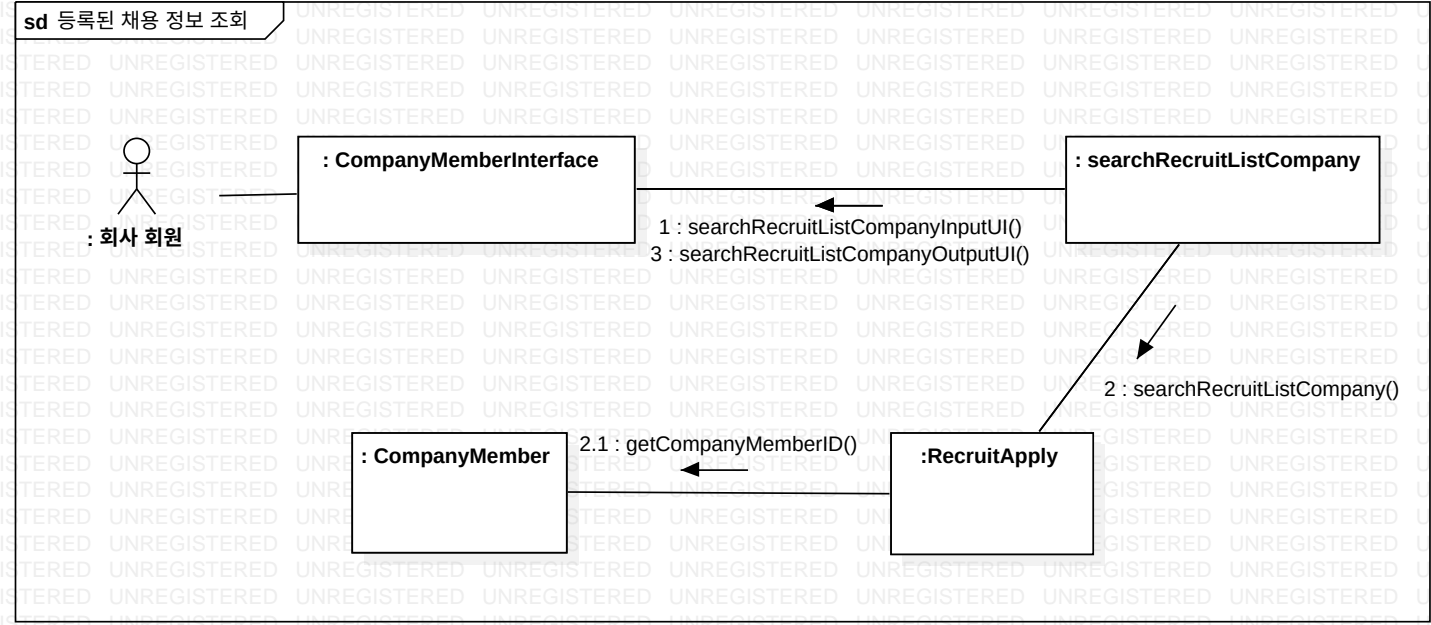 sd 등록된 채용 정보 조회
: 회사 회원
: CompanyMemberInterface
: searchRecruitListCompany
1 : searchRecruitListCompanyInputUI()
3 : searchRecruitListCompanyOutputUI()
2 : searchRecruitListCompany()
: CompanyMember
2.1 : getCompanyMemberID()
:RecruitApply
UNREGISTERED